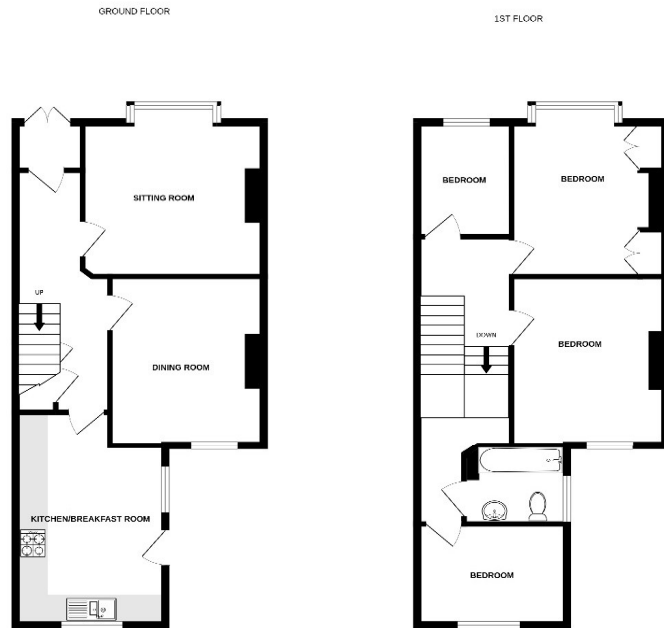 GROUND FLOOR
SITTING ROOM
UP
DINING ROOM
KITCHEN/BREAKFAST ROOM
1ST FLOOR
BEDROOM
BEDROOM
DOWN
BEDROOM
BEDROOM